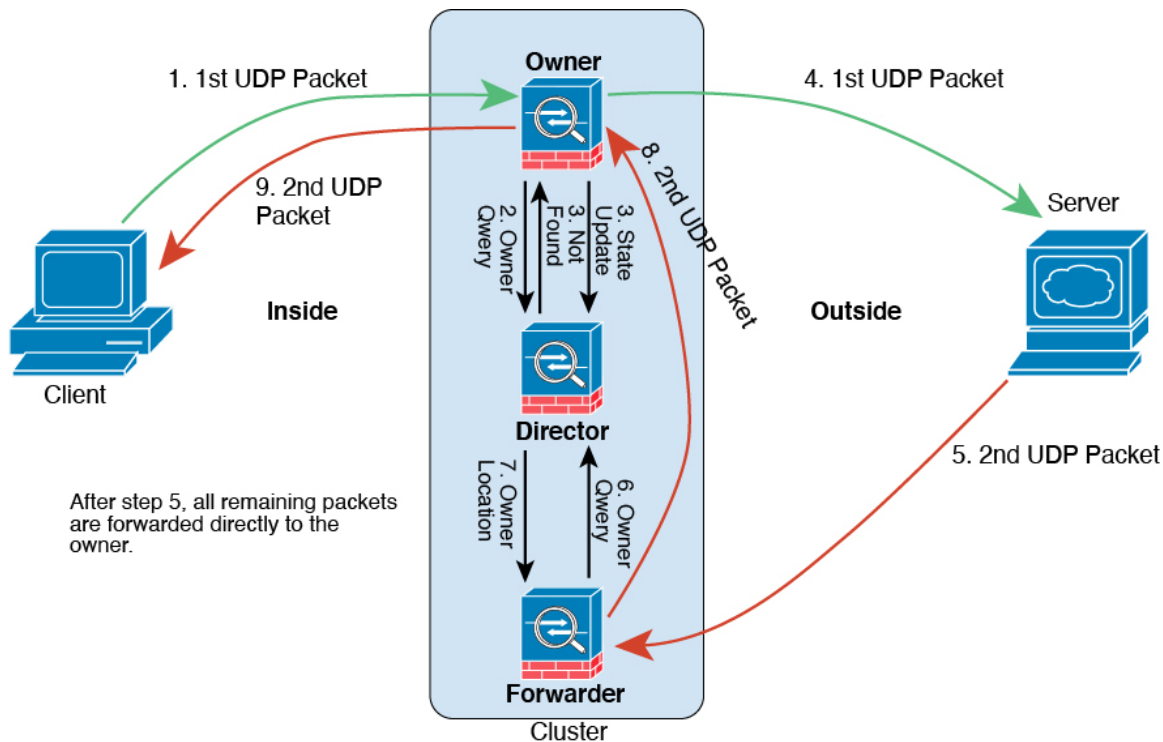 Owner
1. 1st UDP Packet
4. 1st UDP Packet
9. 2nd UDP
Packet
2. Owner
Qwery
3. Not
Found
3. State
Update
8. 2nd UDP Packet
Server
Inside
Outside
Client
Director
5. 2nd UDP Packet
7. Owner
Location
6. Owner
Qwery
After step 5, all remaining packets
are forwarded directly to the
owner.
Forwarder
Cluster